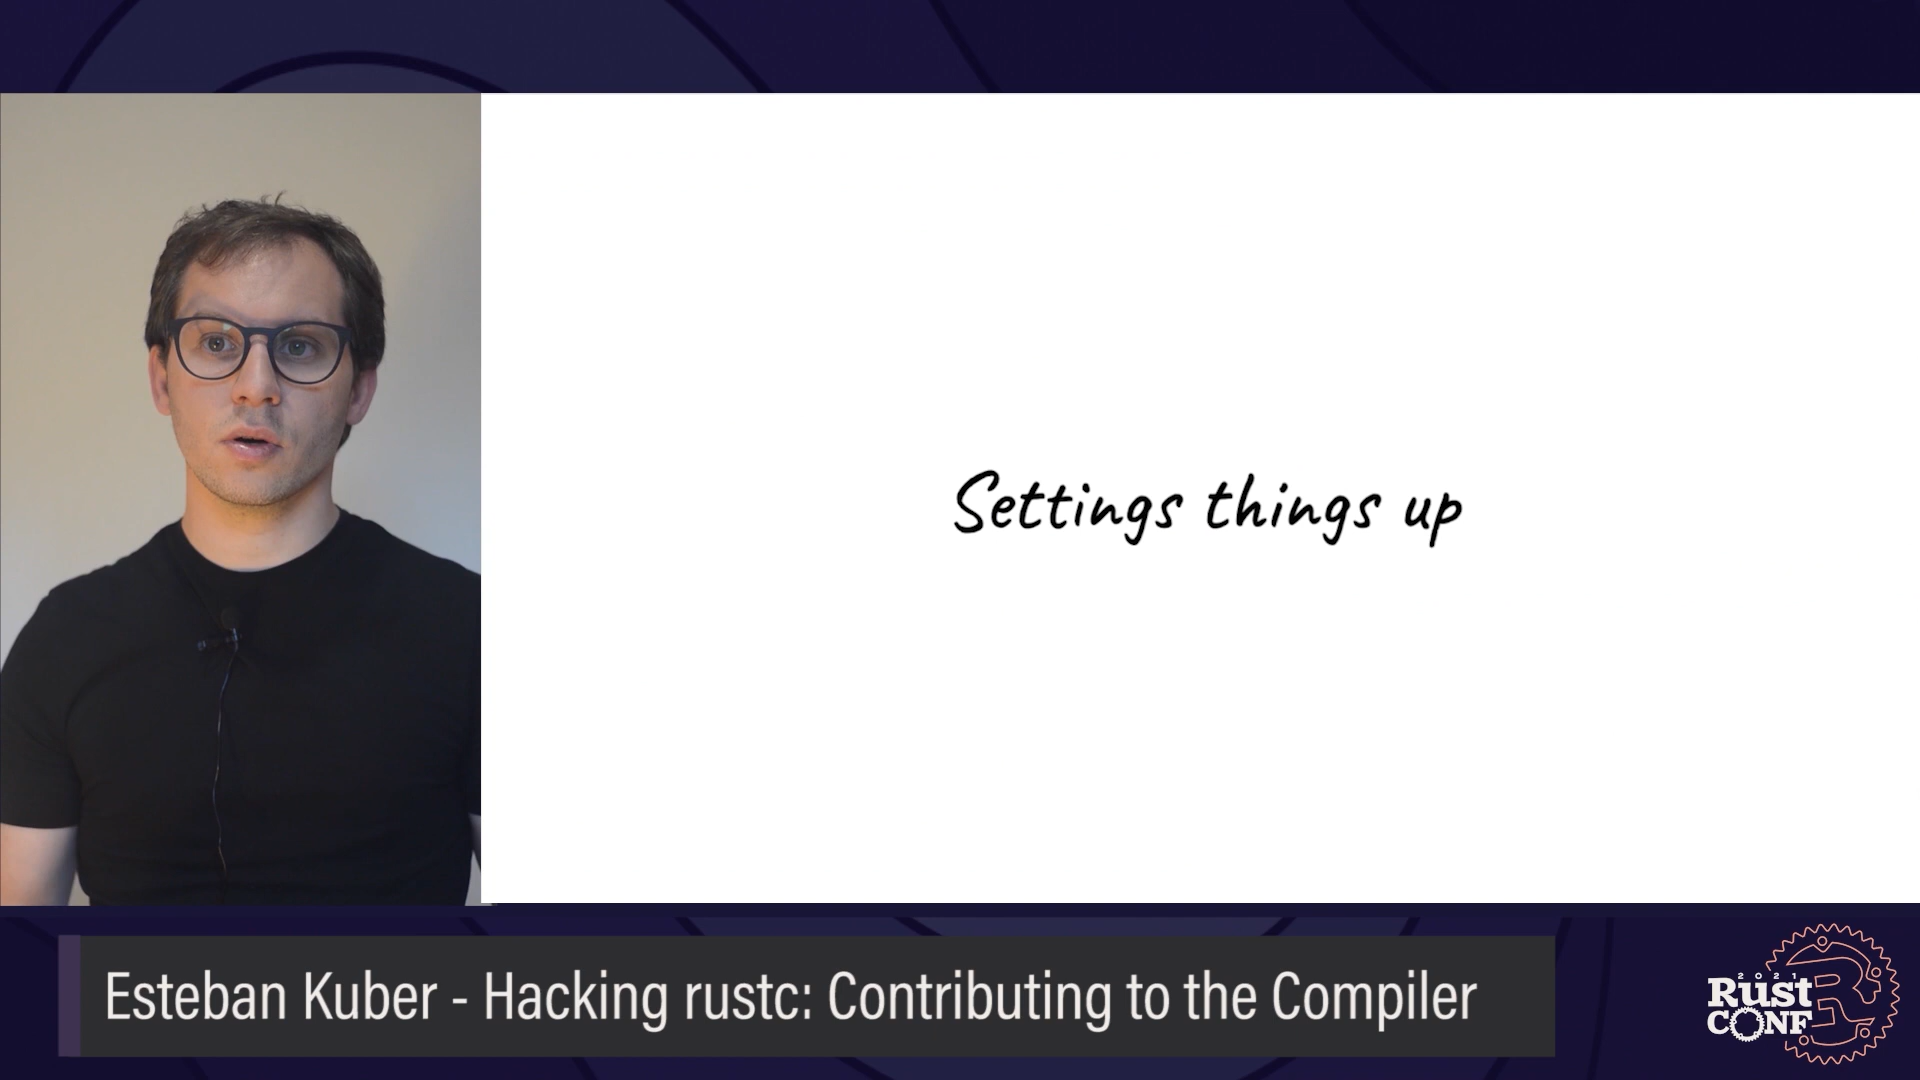 Settings things up
Esteban Kuber - Hacking rustc: Contributing to the Compiler
2021
Rust
CONF